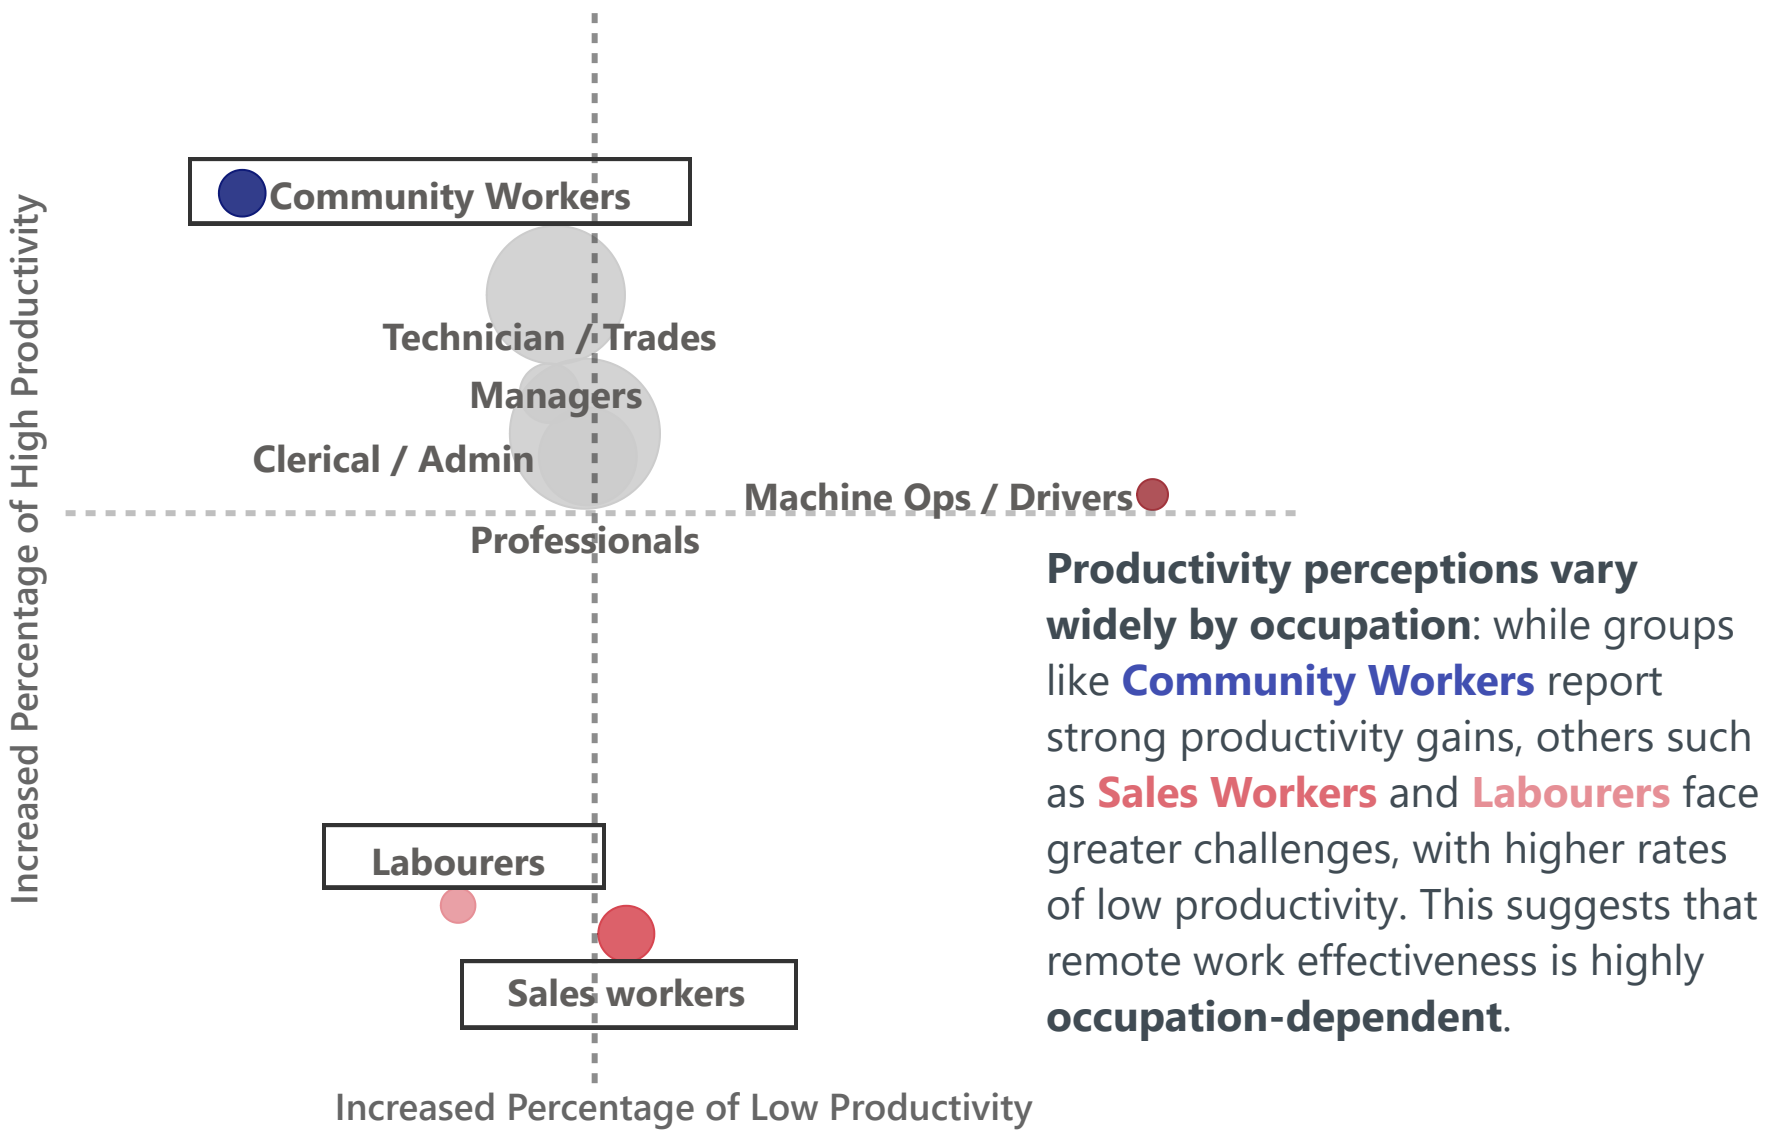 Increased Percentage of High Productivity
Community Workers
Technician / Trades
Managers
Clerical / Admin
Machine Ops / Drivers
Professionals
Productivity perceptions vary
widely by occupation: while groups
like Community Workers report
strong productivity gains, others such
as Sales Workers and Labourers face
greater challenges, with higher rates
of low productivity. This suggests that
remote work effectiveness is highly
occupation-dependent.
Labourers
Sales workers
Increased Percentage of Low Productivity